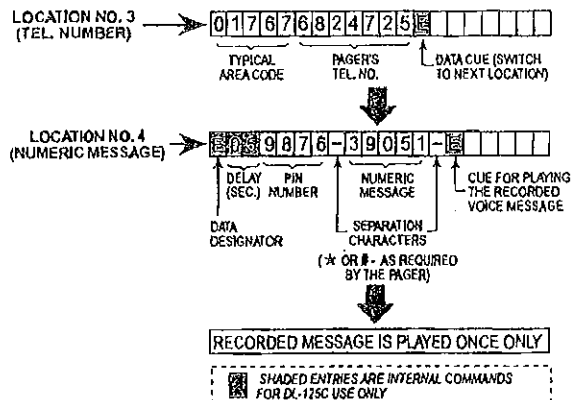 LOCATION NO. 3 0 1 7 6 7 6 8 2 4 7 2 5
(TEL. NUMBER)
TYPICAL AREA CODE
PAGER'S TEL. NO.
DATA CUE (SWITCH TO NEXT LOCATION)
LOCATION NO. 4 0 5 9 8 7 6 - 3 9 0 5 1 -
(NUMERIC MESSAGE)
DELAY (SEC.)
PIN NUMBER
NUMERIC MESSAGE
CUE FOR PLAYING THE RECORDED VOICE MESSAGE
DATA DESIGNATOR
SEPARATION CHARACTERS
(☆ OR # - AS REQUIRED BY THE PAGER)
RECORDED MESSAGE IS PLAYED ONCE ONLY
SHADED ENTRIES ARE INTERNAL COMMANDS
FOR DL-125C USE ONLY